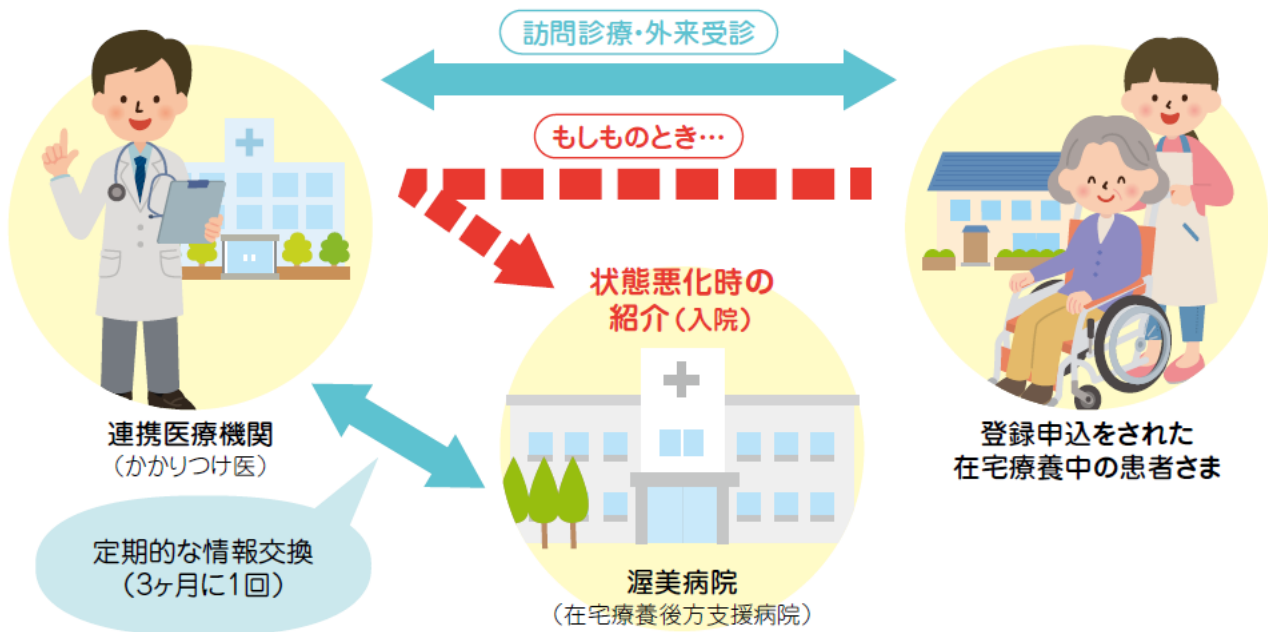 訪問診療・外来受診
もしものとき…
状態悪化時の
紹介（入院）
連携医療機関
（かかりつけ医）
登録申込をされた
在宅療養中の患者さま
定期的な情報交換
（3ヶ月に1回）
渥美病院
（在宅療養後方支援病院）